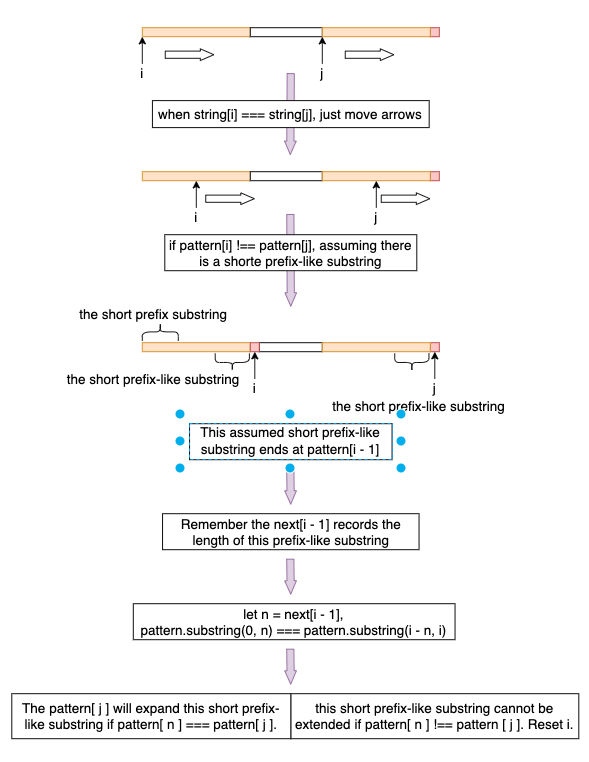 i
j
when string[i] === string[j], just move arrows
i
j
if pattern[i] !== pattern[j], assuming there
is a shorte prefix-like substring
the short prefix substring
the short prefix-like substring
i
j
the short prefix-like substring
This assumed short prefix-like
substring ends at pattern[i - 1]
Remember the next[i - 1] records the
length of this prefix-like substring
let n = next[i - 1],
pattern.substring(0, n) === pattern.substring(i - n, i)
The pattern[ j ] will expand this short prefix-
like substring if pattern[ n ] === pattern[ j ].
this short prefix-like substring cannot be
extended if pattern[ n ] !== pattern [ j ]. Reset i.